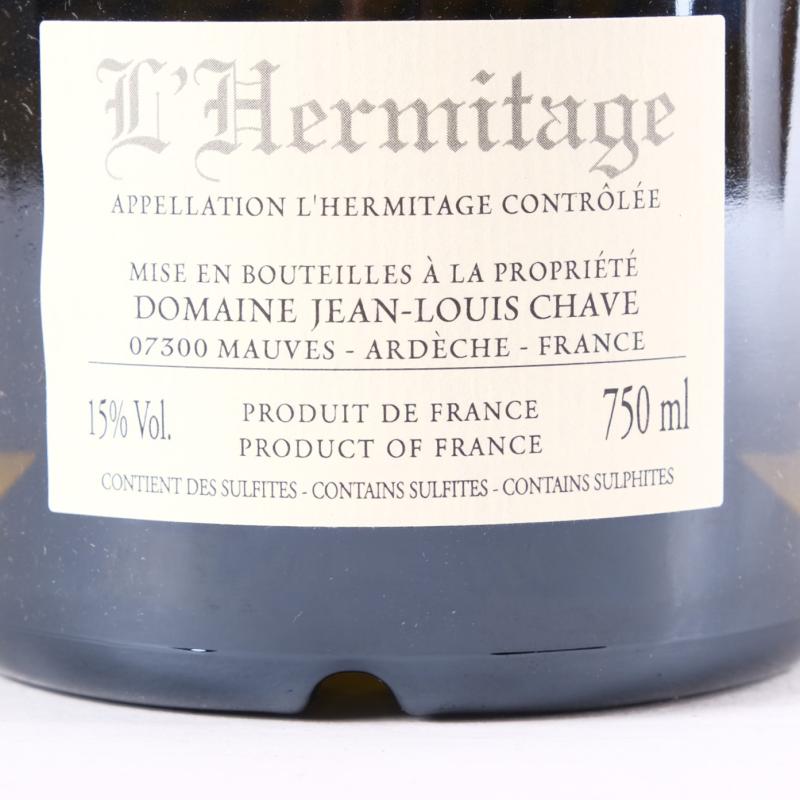 L'Hermitage
APPELLATION L'HERMITAGE CONTRÔLÉE
MISE EN BOUTEILLES À LA PROPRIÉTÉ
DOMAINE JEAN-LOUIS CHAVE
07300 MAUVES - ARDÈCHE - FRANCE
15% Vol.
PRODUIT DE FRANCE
PRODUCT OF FRANCE
750 ml
CONTIENT DES SULFITES - CONTAINS SULFITES - CONTAINS SULPHITES